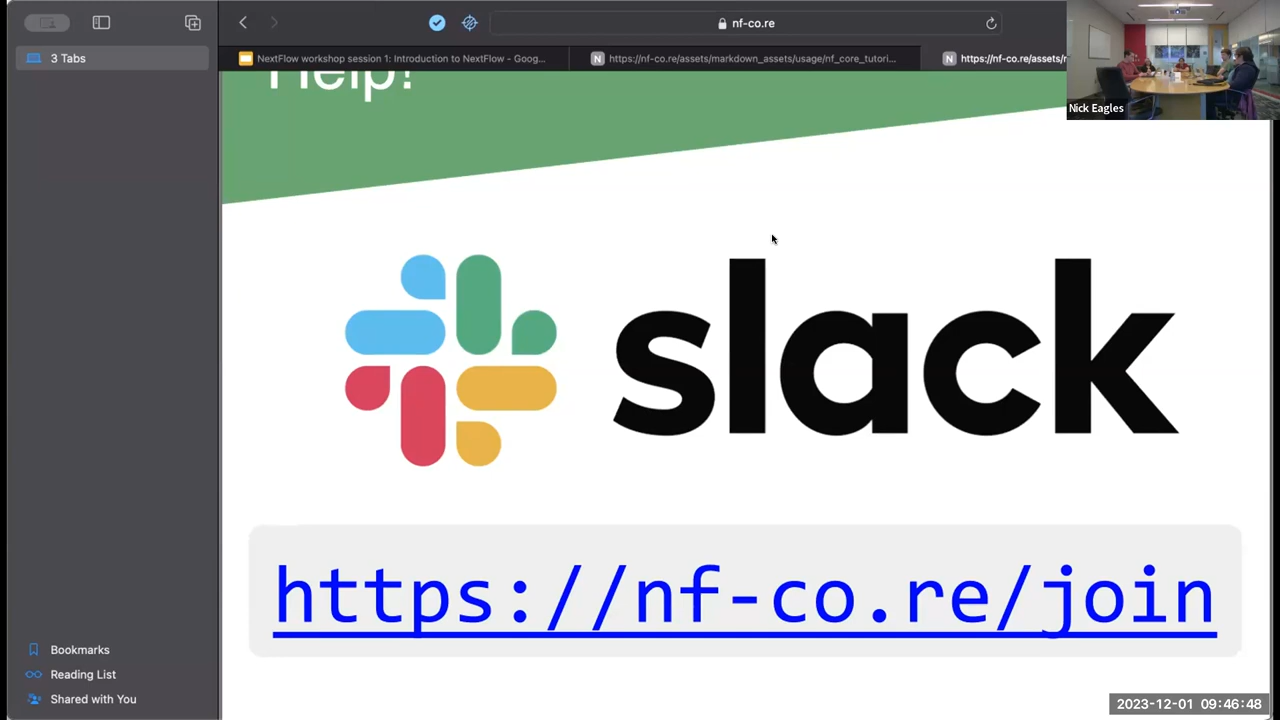 nf-co.re
3 Tabs
NextFlow workshop session 1: Introduction to NextFlow - Goog...
https://nf-co.re/assets/markdown_assets/usage/nf_core_tutori...
https://nf-co.re/assets/
Nick Eagles
Help!
slack
https://nf-co.re/join
Bookmarks
Reading List
Shared with You
2023-12-01 09:46:48